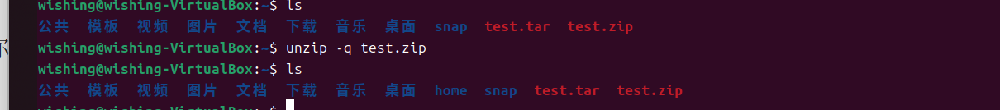 wishing@wishing-VirtualBox:~$ ls
公共 模板 视频 图片 文档 下载 音乐 桌面 snap test.tar test.zip
wishing@wishing-VirtualBox:~$ unzip -q test.zip
wishing@wishing-VirtualBox:~$ ls
公共 模板 视频 图片 文档 下载 音乐 桌面 home snap test.tar test.zip
wishing@wishing-VirtualBox:~$